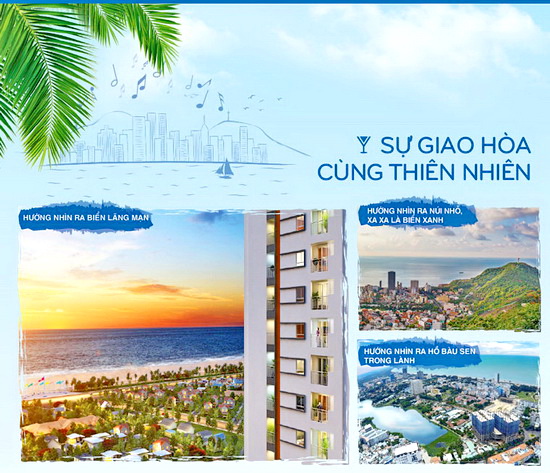 SỰ GIAO HÒA
CÙNG THIÊN NHIÊN
HƯỚNG NHÌN RA BIỂN LÃNG MẠN
HƯỚNG NHÌN RA NÚI NHỎ,
XA XA LÀ BIỂN XANH
HƯỚNG NHÌN RA HỒ BÀU SEN
TRONG LÀNH